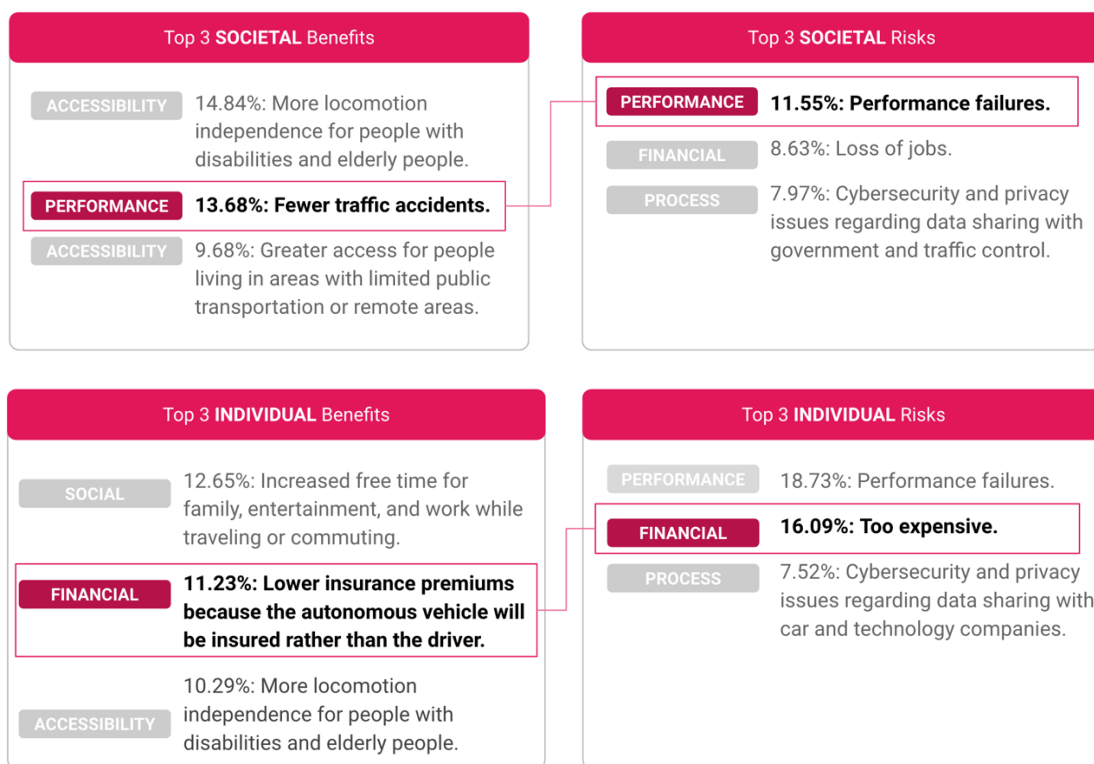 Top 3 SOCIETAL Benefits
ACCESSIBILITY
14.84%: More locomotion
independence for people with
disabilities and elderly people.
PERFORMANCE
13.68%: Fewer traffic accidents.
ACCESSIBILITY
9.68%: Greater access for people
living in areas with limited public
transportation or remote areas.
Top 3 SOCIETAL Risks
PERFORMANCE
11.55%: Performance failures.
FINANCIAL
8.63%: Loss of jobs.
PROCESS
7.97%: Cybersecurity and privacy
issues regarding data sharing with
government and traffic control.
Top 3 INDIVIDUAL Benefits
SOCIAL
12.65%: Increased free time for
family, entertainment, and work while
traveling or commuting.
FINANCIAL
11.23%: Lower insurance premiums
because the autonomous vehicle will
be insured rather than the driver.
ACCESSIBILITY
10.29%: More locomotion
independence for people with
disabilities and elderly people.
Top 3 INDIVIDUAL Risks
PERFORMANCE
18.73%: Performance failures.
FINANCIAL
16.09%: Too expensive.
PROCESS
7.52%: Cybersecurity and privacy
issues regarding data sharing with
car and technology companies.